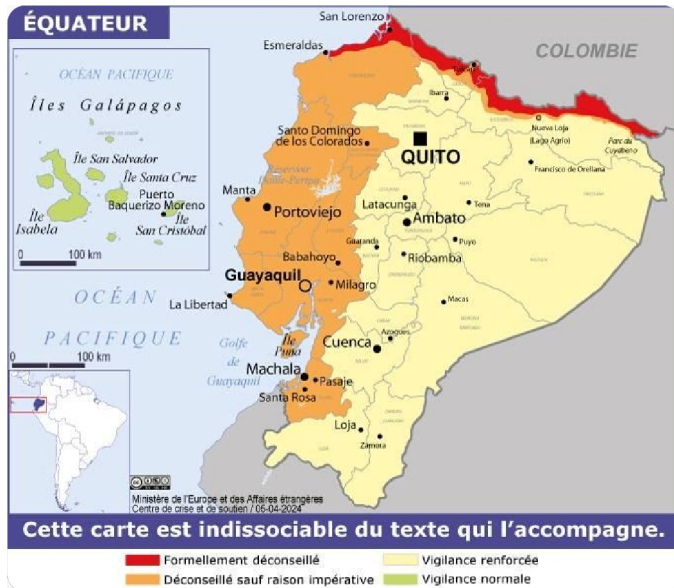 ÉQUATEUR
San Lorenzo
Esmeraldas
COLOMBIE
OCÉAN PACIFIQUE
Îles Galápagos
Île San Salvador
Île Santa Cruz
Puerto
Baquerizo Moreno
Île
Isabela
Île
San Cristóbal
100 km
Ibarra
Nueva Loja
(Lago Agrio)
Parc du
Cuyabeno
Santo Domingo
de los Colorados
QUITO
Francisco de Orellana
Manta
Portoviejo
Latacunga
Tena
Ambato
Guaranda
Puyo
Babahoyo
Riobamba
Guayaquil
Milagro
La Libertad
Macas
OCÉAN
PACIFIQUE
Île
Puná
Golfe
de
Guayaquil
Azogues
Cuenca
100 km
Machala
Pasaje
Santa Rosa
Loja
Zamora
Ministère de l'Europe et des Affaires étrangères
Centre de crise et de soutien / 06-04-2024
Cette carte est indissociable du texte qui l'accompagne.
Formellement déconseillé
Vigilance renforcée
Déconseillé sauf raison impérative
Vigilance normale